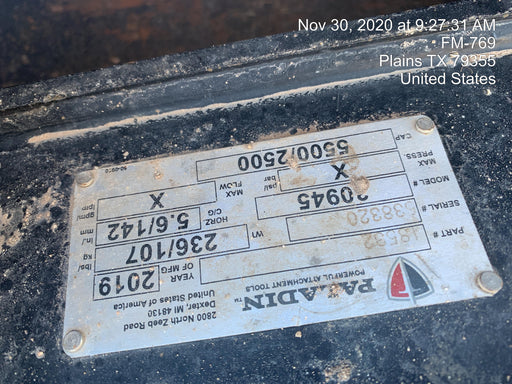 Nov 30, 2020 at 9:27:31 AM
FM-769
Plains TX 79355
United States
2800 North Zeeb Road
Dexter, MI 48130
United States of America
PALADIN™
POWERFUL ATTACHMENT TOOLS
YEAR OF MFG 2019
PART#
WT 236/107 lbs kg
SERIAL#
HORZ C/G 5.6/142 in. mm
MODEL# 20945
MAX FLOW X gpm/ lpm
MAX PRESS. X psi/ bar
CAP. 5500/2500